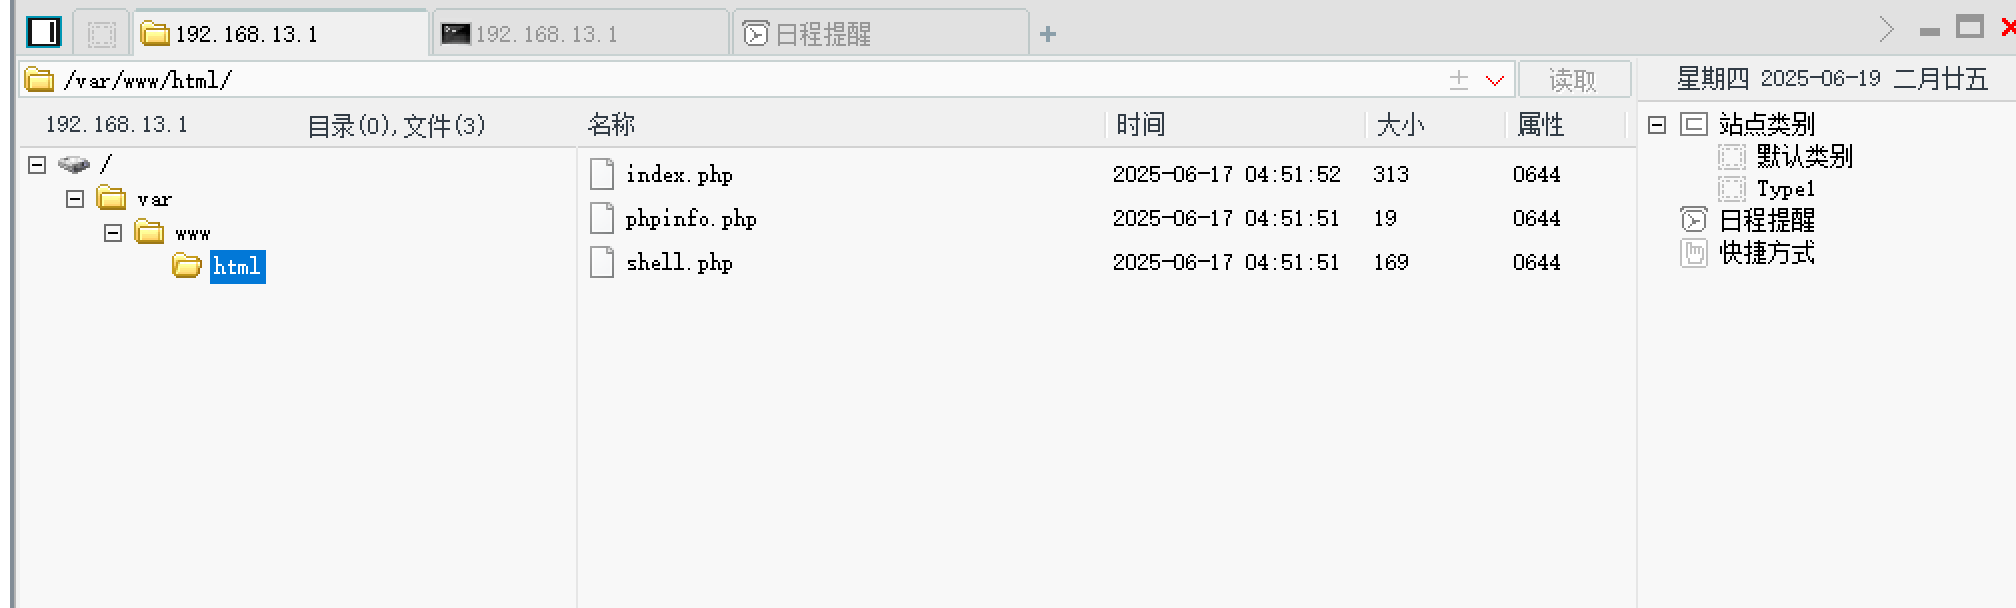 192.168.13.1 192.168.13.1 日程提醒 +
/var/www/html/ 读取 星期四 2025-06-19 二月廿五
192.168.13.1 目录(0),文件(3) 名称 时间 大小 属性
/
var
www
html
index.php 2025-06-17 04:51:52 313 0644
phpinfo.php 2025-06-17 04:51:51 19 0644
shell.php 2025-06-17 04:51:51 169 0644
站点类别
默认类别
Type1
日程提醒
快捷方式